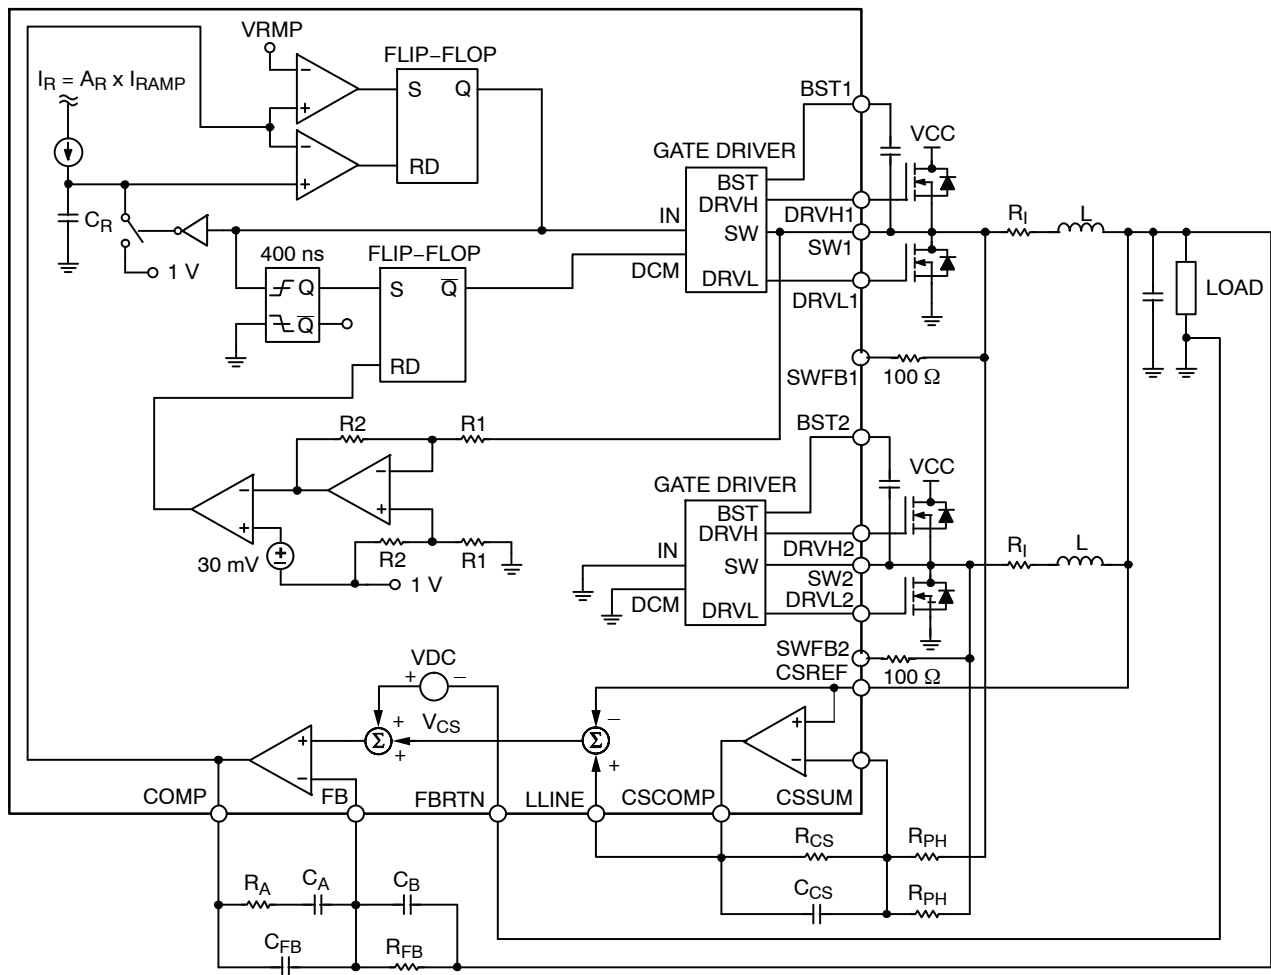 VRMP
FLIP−FLOP
I_R = A_R x I_RAMP
−
+
S
Q
BST1
−
+
RD
VCC
GATE DRIVER
BST
DRVH
IN
DRVH1
SW
SW1
R_I
L
C_R
1 V
400 ns
FLIP−FLOP
DCM
DRVL
DRVL1
LOAD
Q
S
Q̅
Q̅
RD
SWFB1
100 Ω
R2
R1
BST2
−
+
−
+
VCC
GATE DRIVER
BST
DRVH
IN
DRVH2
SW
SW2
R_I
L
30 mV
R2
R1
1 V
DCM
DRVL
DRVL2
SWFB2
100 Ω
CSREF
VDC
+
−
V_CS
+
+
Σ
−
+
Σ
+
−
+
−
COMP
FB
FBRTN
LLINE
CSCOMP
CSSUM
R_CS
R_PH
R_A
C_A
C_B
C_CS
R_PH
C_FB
R_FB